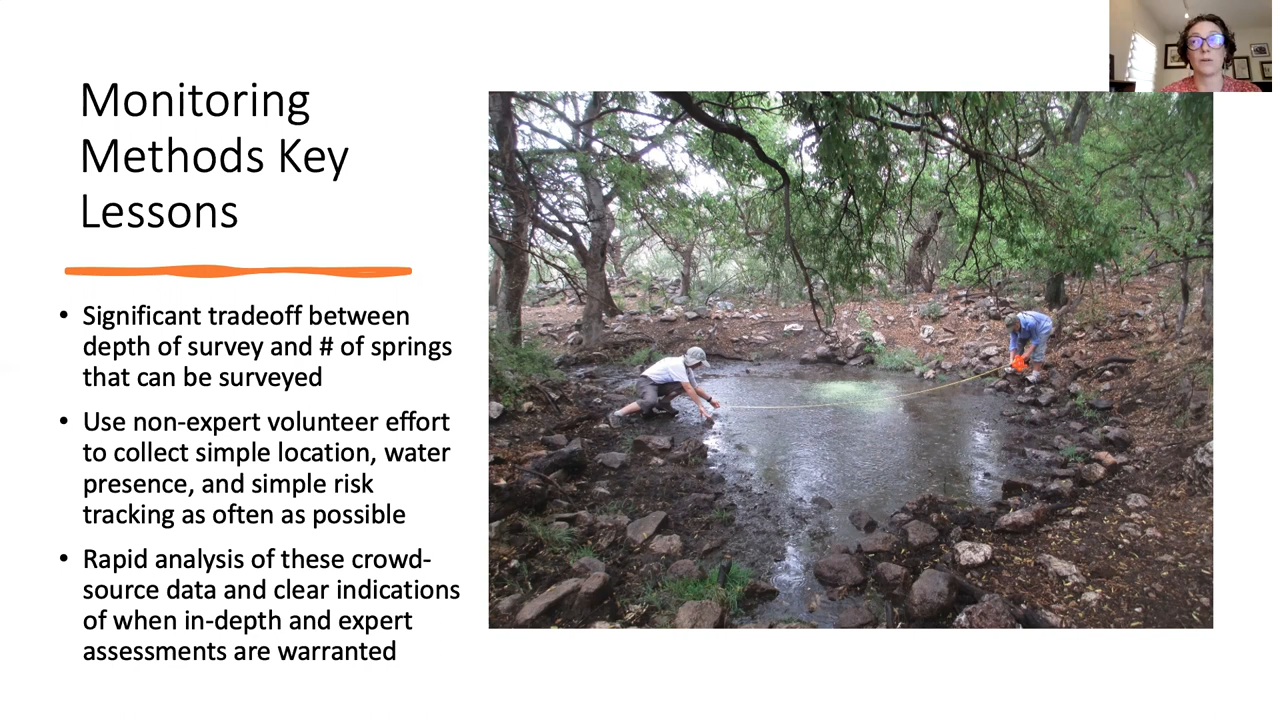 Monitoring
Methods Key
Lessons
• Significant tradeoff between
depth of survey and # of springs
that can be surveyed
• Use non-expert volunteer effort
to collect simple location, water
presence, and simple risk
tracking as often as possible
• Rapid analysis of these crowd-
source data and clear indications
of when in-depth and expert
assessments are warranted